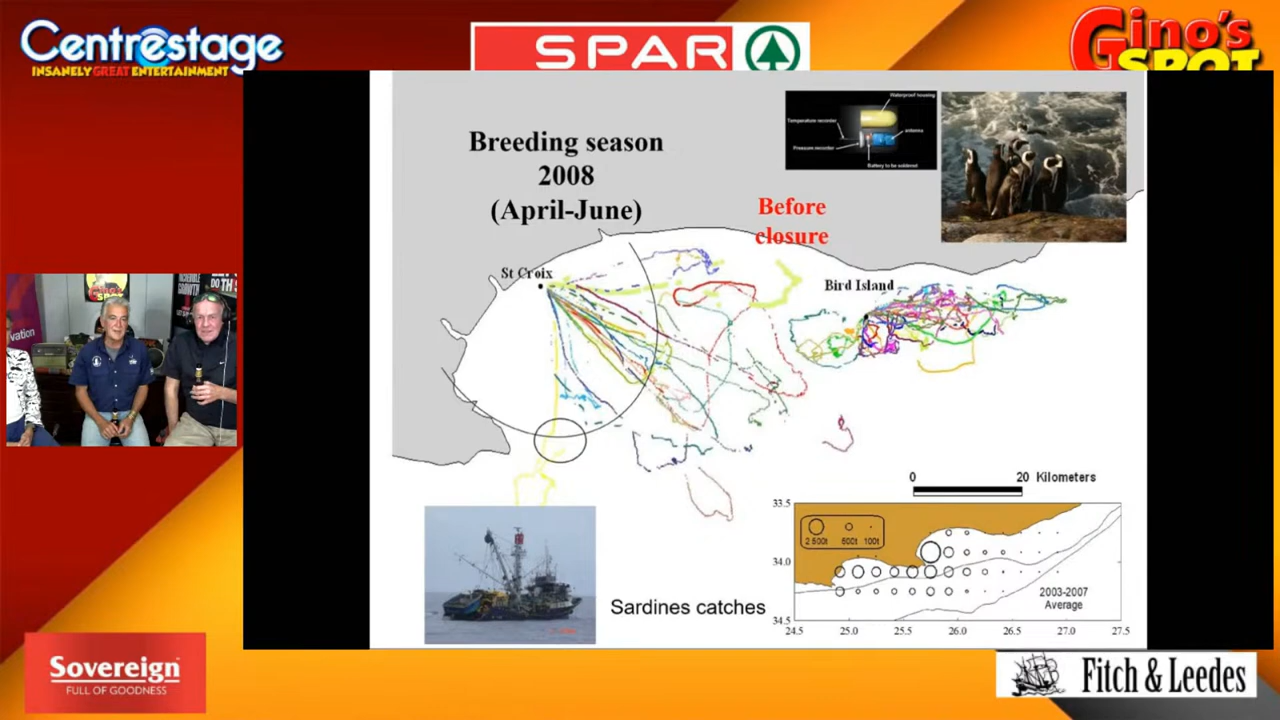 Centrestage
INSANELY GREAT ENTERTAINMENT
SPAR
Gino's
SPOT
Breeding season
2008
(April-June)
Waterproof housing
Temperature recorder
antenna
Pressure recorder
Battery to be soldered
Before
closure
St Croix
Bird Island
0 20 Kilometers
Sardines catches
33.5
34.0
34.5
2 500t 500t 100t
2003-2007
Average
24.5 25.0 25.5 26.0 26.5 27.0 27.5
Sovereign
FULL OF GOODNESS
Fitch & Leedes